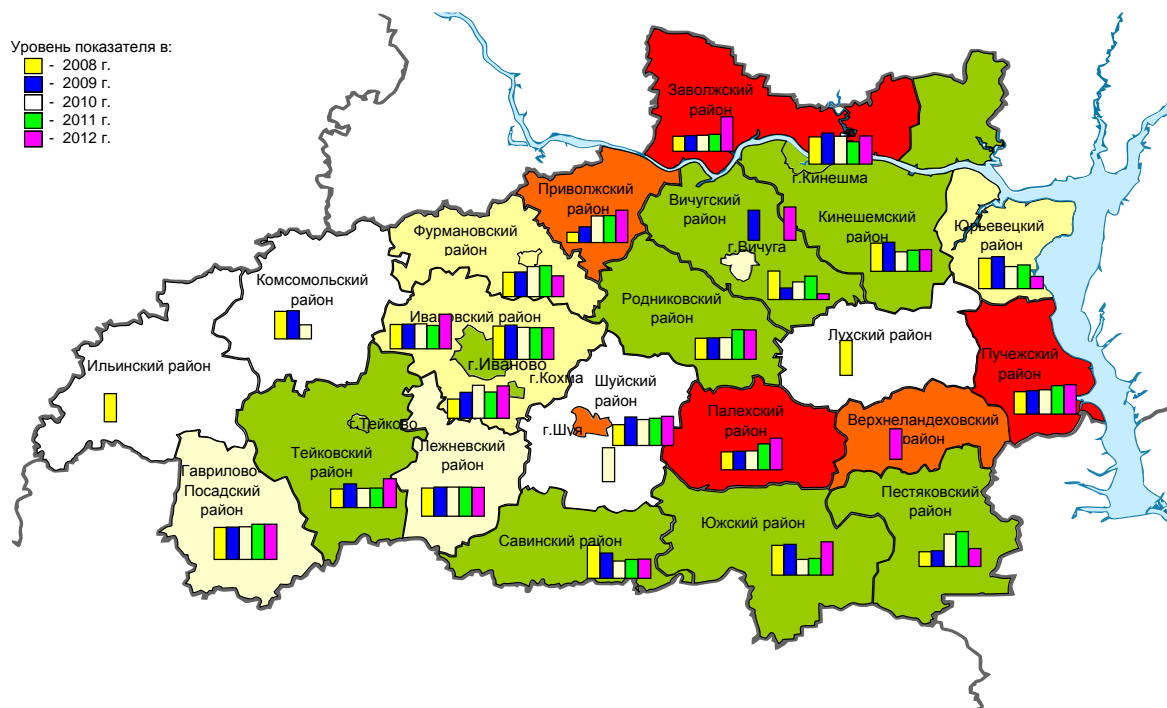 Уровень показателя в:
- 2008 г.
- 2009 г.
- 2010 г.
- 2011 г.
- 2012 г.
Заволжский
район
г.Кинешма
Приволжский
район
Вичугский
район
Кинешемский
район
Юрьевецкий
район
Фурмановский
район
г.Вичуга
Комсомольский
район
Ивановский район
Родниковский
район
Лухский район
Ильинский район
г.Иваново
г.Кохма
Шуйский
район
Пучежский
район
г.Тейково
Лежневский
район
г.Шуя
Палехский
район
Верхнеландеховский
район
Тейковский
район
Гаврилово-
Посадский
район
Савинский район
Южский район
Пестяковский
район